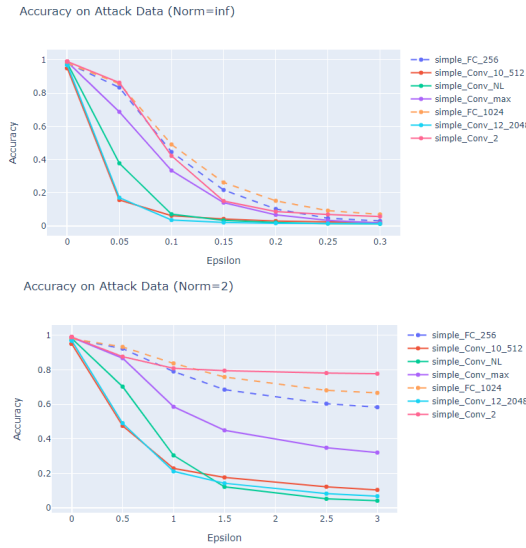 Accuracy on Attack Data (Norm=inf)
1
0.8
0.6
0.4
0.2
0
Accuracy
0 0.05 0.1 0.15 0.2 0.25 0.3
Epsilon
simple_FC_256
simple_Conv_10_512
simple_Conv_NL
simple_Conv_max
simple_FC_1024
simple_Conv_12_2048
simple_Conv_2
Accuracy on Attack Data (Norm=2)
1
0.8
0.6
0.4
0.2
0
Accuracy
0 0.5 1 1.5 2 2.5 3
Epsilon
simple_FC_256
simple_Conv_10_512
simple_Conv_NL
simple_Conv_max
simple_FC_1024
simple_Conv_12_2048
simple_Conv_2